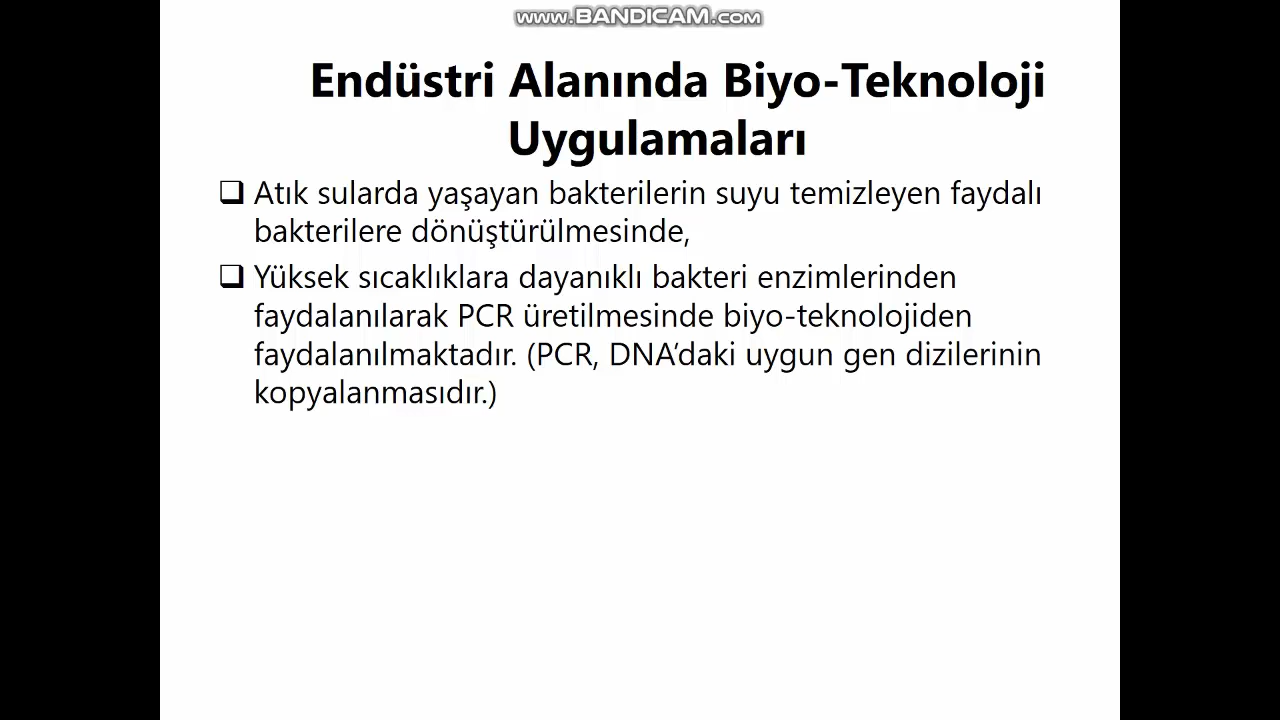 www.BANDICAM.com
Endüstri Alanında Biyo-Teknoloji
Uygulamaları
❑ Atık sularda yaşayan bakterilerin suyu temizleyen faydalı
bakterilere dönüştürülmesinde,
❑ Yüksek sıcaklıklara dayanıklı bakteri enzimlerinden
faydalanılarak PCR üretilmesinde biyo-teknolojiden
faydalanılmaktadır. (PCR, DNA’daki uygun gen dizilerinin
kopyalanmasıdır.)